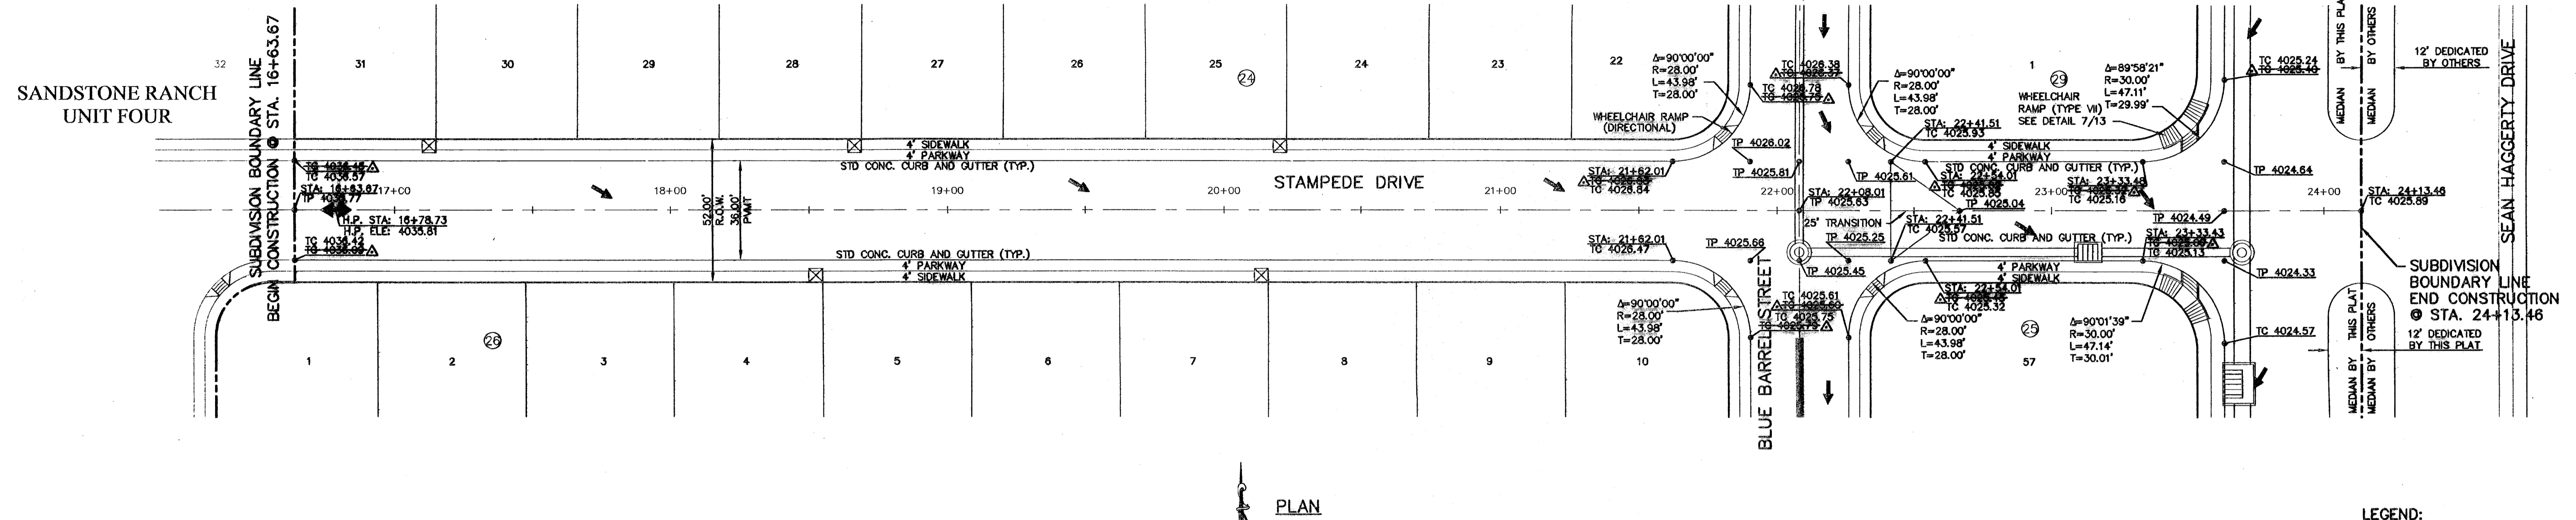 SANDSTONE RANCH
UNIT FOUR
32
SUBDIVISION BOUNDARY LINE
BEGIN CONSTRUCTION @ STA. 16+63.67
31
30
29
28
27
26
25
24
24
23
22
Δ=90°00'00"
R=28.00'
L=43.98'
T=28.00'
WHEELCHAIR RAMP
(DIRECTIONAL)
TC 4026.38
TC 4026.78
Δ=90°00'00"
R=28.00'
L=43.98'
T=28.00'
1
29
WHEELCHAIR
RAMP (TYPE VII)
SEE DETAIL 7/13
Δ=89°58'21"
R=30.00'
L=47.11'
T=29.99'
TC 4025.24
MEDIAN BY THIS PLAT
MEDIAN BY OTHERS
12' DEDICATED
BY OTHERS
SEAN HAGGERTY DRIVE
4' SIDEWALK
4' PARKWAY
STD CONC. CURB AND GUTTER (TYP.)
TC 4036.57
STA: 16+63.67
17+00
H.P. STA: 16+78.73
H.P. ELE: 4035.81
TC 4036.42
18+00
52.00'
R.O.W.
36.00'
PVMT
19+00
20+00
STAMPEDE DRIVE
21+00
STA: 21+62.01
TC 4026.84
TP 4026.02
TP 4025.81
22+00
TP 4025.61
STA: 22+41.51
TC 4025.93
4' SIDEWALK
4' PARKWAY
STD CONC. CURB AND GUTTER (TYP.)
STA: 22+54.01
TC 4025.85
23+00
STA: 23+33.48
TC 4025.16
TP 4024.64
24+00
STA: 24+13.46
TC 4025.89
STA: 22+08.01
TP 4025.63
TP 4025.04
25' TRANSITION
STA: 22+41.51
TC 4025.57
TP 4024.49
STD CONC. CURB AND GUTTER (TYP.)
4' PARKWAY
4' SIDEWALK
STA: 21+62.01
TC 4026.47
TP 4025.66
TP 4025.25
TP 4025.45
STD CONC. CURB AND GUTTER (TYP.)
4' PARKWAY
4' SIDEWALK
STA: 22+54.01
TC 4025.32
STA: 23+33.43
TC 4025.13
TP 4024.33
TC 4024.57
SUBDIVISION
BOUNDARY LINE
END CONSTRUCTION
@ STA. 24+13.46
12' DEDICATED
BY THIS PLAT
MEDIAN BY THIS PLAT
MEDIAN BY OTHERS
Δ=90°00'00"
R=28.00'
L=43.98'
T=28.00'
TC 4025.61
TC 4025.75
BLUE BARREL STREET
Δ=90°00'00"
R=28.00'
L=43.98'
T=28.00'
25
57
Δ=90°01'39"
R=30.00'
L=47.14'
T=30.01'
26
1
2
3
4
5
6
7
8
9
10
PLAN
LEGEND: